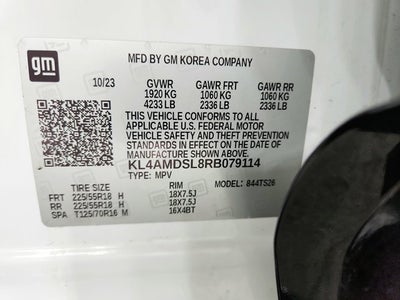 gm
MFD BY GM KOREA COMPANY
10/23 GVWR GAWR FRT GAWR RR
1920 KG 1060 KG 1060 KG
4233 LB 2336 LB 2336 LB
THIS VEHICLE CONFORMS TO ALL
APPLICABLE U.S. FEDERAL MOTOR
VEHICLE SAFETY AND THEFT PREVENTION
STANDARDS IN EFFECT ON THE DATE
OF MANUFACTURE SHOWN ABOVE.
KL4AMDSL8RB079114
TYPE: MPV MODEL: 844TS26
TIRE SIZE RIM
FRT 225/55R18 H 18X7.5J
RR 225/55R18 H 18X7.5J
SPA T125/70R16 M 16X4BT